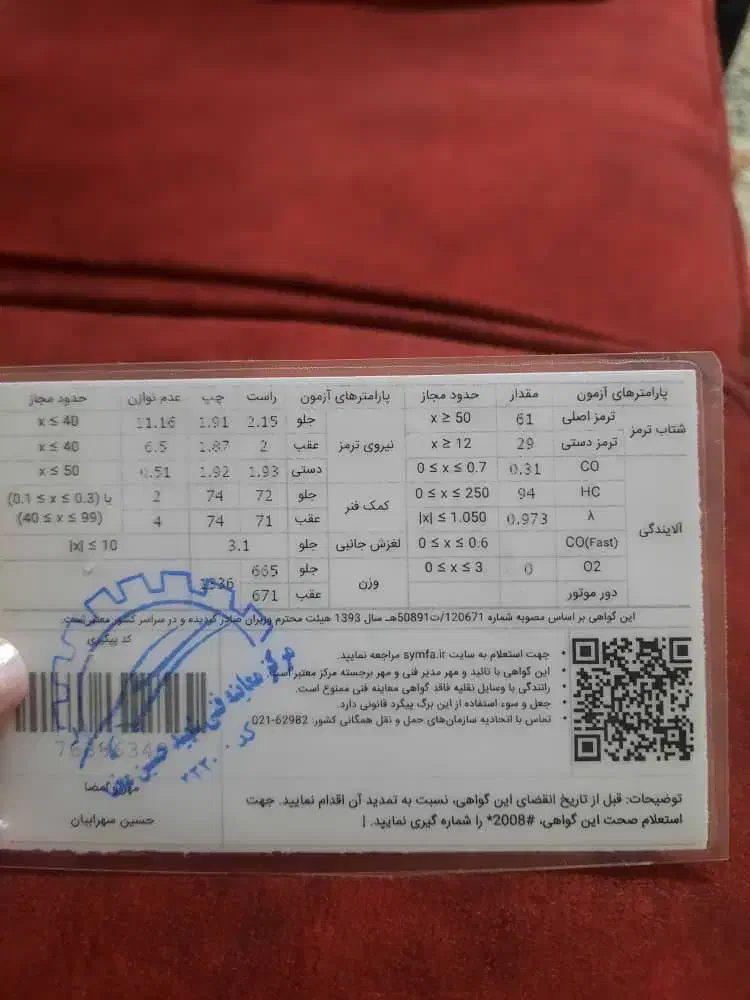 پارامترهای آزمون مقدار حدود مجاز پارامترهای آزمون راست چپ عدم توازن حدود مجاز
شتاب ترمز ترمز اصلی 61 x ≥ 50 نیروی ترمز جلو 2.15 1.91 11.16 x ≤ 40
ترمز دستی 29 x ≥ 12 عقب 2 1.87 6.5 x ≤ 40
آلایندگی CO 0.31 0 ≤ x ≤ 0.7 دستی 1.93 1.92 0.51 x ≤ 50
HC 94 0 ≤ x ≤ 250 کمک فنر جلو 72 74 2 (0.1 ≤ x ≤ 0.3) یا
λ 0.973 |x| ≤ 1.050 عقب 71 74 4 (40 ≤ x ≤ 99)
CO(Fast) 0 ≤ x ≤ 0.6 لغزش جانبی جلو 3.1 |x| ≤ 10
O2 0 0 ≤ x ≤ 3 وزن جلو 665 1336
دور موتور عقب 671
این گواهی بر اساس مصوبه شماره 120671/ت50891هـ سال 1393 هیئت محترم وزیران صادر گردیده و در سراسر کشور معتبر است.
کد پیگیری
• جهت استعلام به سایت symfa.ir مراجعه نمایید.
• این گواهی با تائید و مهر مدیر فنی و مهر برجسته مرکز معتبر است.
• رانندگی با وسایل نقلیه فاقد گواهی معاینه فنی ممنوع است.
• جعل و سوء استفاده از این برگ پیگرد قانونی دارد.
• تماس با اتحادیه سازمان‌های حمل و نقل همگانی کشور: 62982-021
مرکز معاینه فنی
کد
مهر و امضا
حسین سهرابیان
توضیحات: قبل از تاریخ انقضای این گواهی، نسبت به تمدید آن اقدام نمایید. جهت
استعلام صحت این گواهی، #2008* را شماره گیری نمایید. |